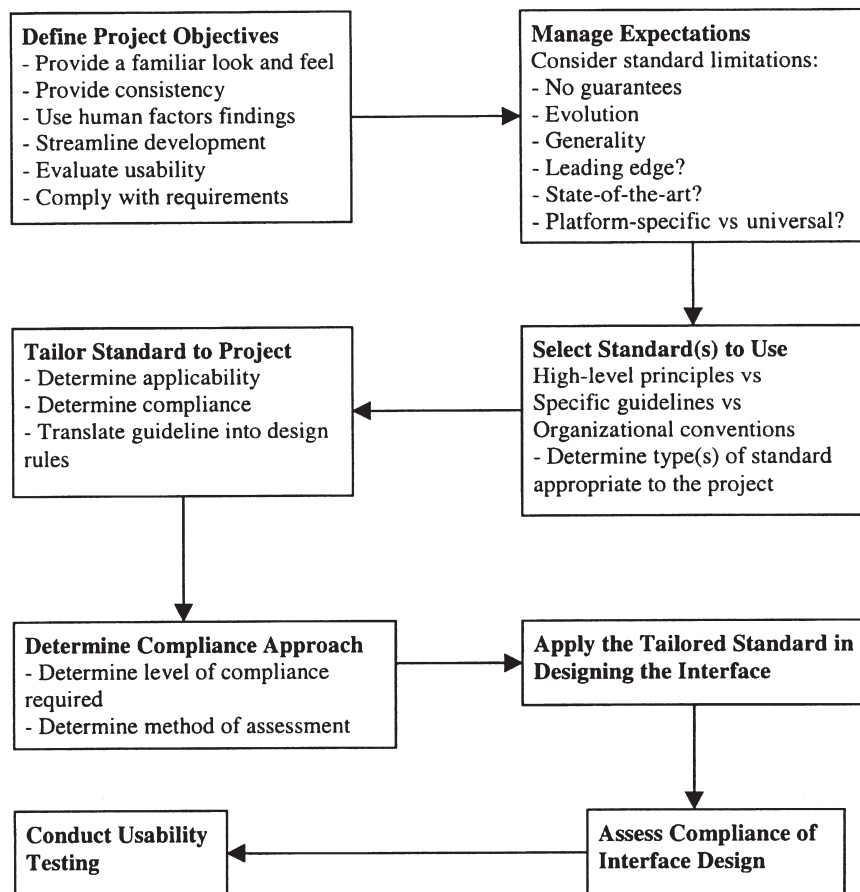 Define Project Objectives
- Provide a familiar look and feel
- Provide consistency
- Use human factors findings
- Streamline development
- Evaluate usability
- Comply with requirements
Manage Expectations
Consider standard limitations:
- No guarantees
- Evolution
- Generality
- Leading edge?
- State-of-the-art?
- Platform-specific vs universal?
Select Standard(s) to Use
High-level principles vs
Specific guidelines vs
Organizational conventions
- Determine type(s) of standard
appropriate to the project
Tailor Standard to Project
- Determine applicability
- Determine compliance
- Translate guideline into design
rules
Determine Compliance Approach
- Determine level of compliance
required
- Determine method of assessment
Apply the Tailored Standard in
Designing the Interface
Assess Compliance of
Interface Design
Conduct Usability
Testing